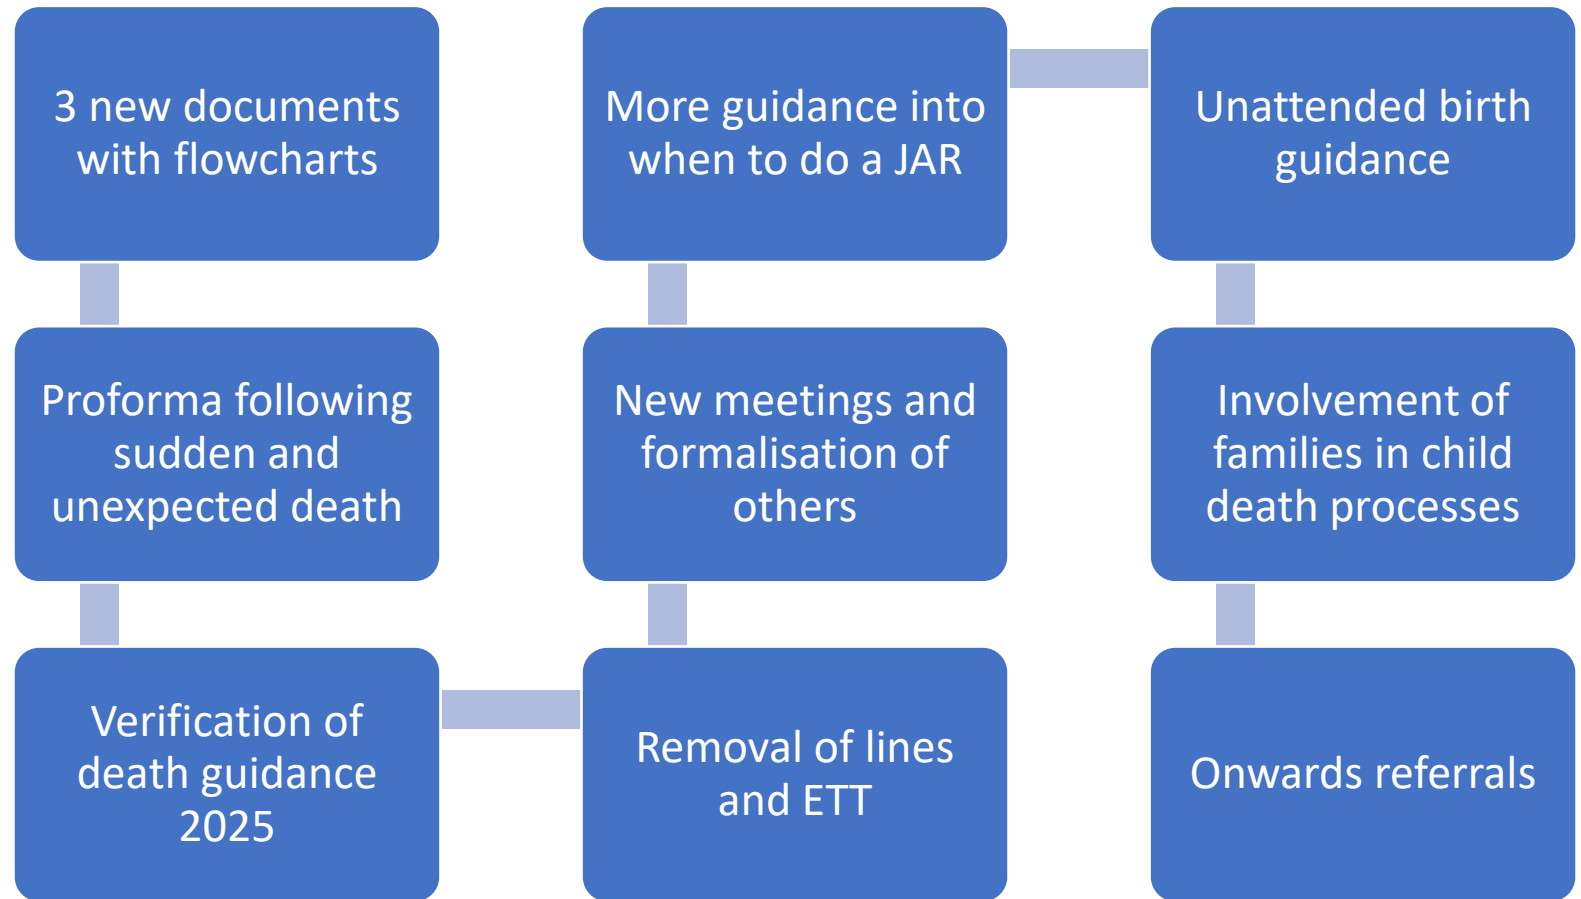 3 new documents
with flowcharts
Proforma following
sudden and
unexpected death
Verification of
death guidance
2025
Removal of lines
and ETT
New meetings and
formalisation of
others
More guidance into
when to do a JAR
Unattended birth
guidance
Involvement of
families in child
death processes
Onwards referrals